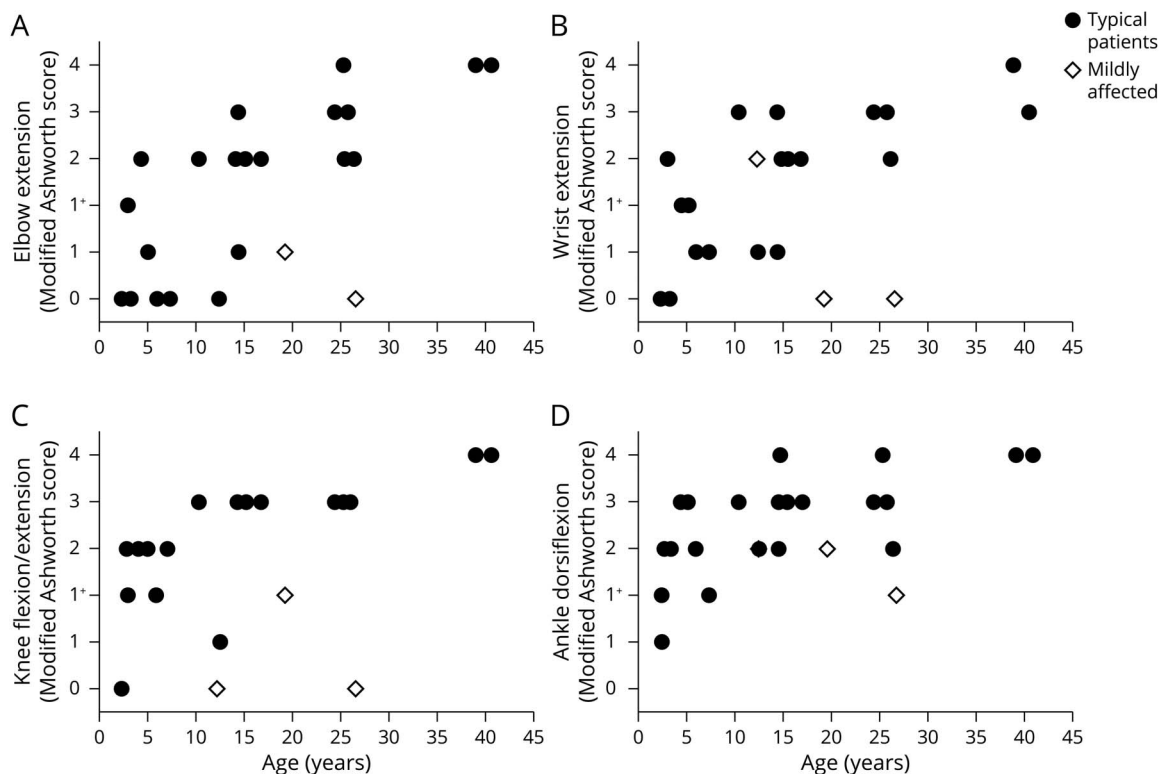 A
Elbow extension
(Modified Ashworth score)
4
3
2
1+
1
0
0 5 10 15 20 25 30 35 40 45
B
Wrist extension
(Modified Ashworth score)
4
3
2
1+
1
0
0 5 10 15 20 25 30 35 40 45
Typical
patients
Mildly
affected
C
Knee flexion/extension
(Modified Ashworth score)
4
3
2
1+
1
0
0 5 10 15 20 25 30 35 40 45
Age (years)
D
Ankle dorsiflexion
(Modified Ashworth score)
4
3
2
1+
1
0
0 5 10 15 20 25 30 35 40 45
Age (years)